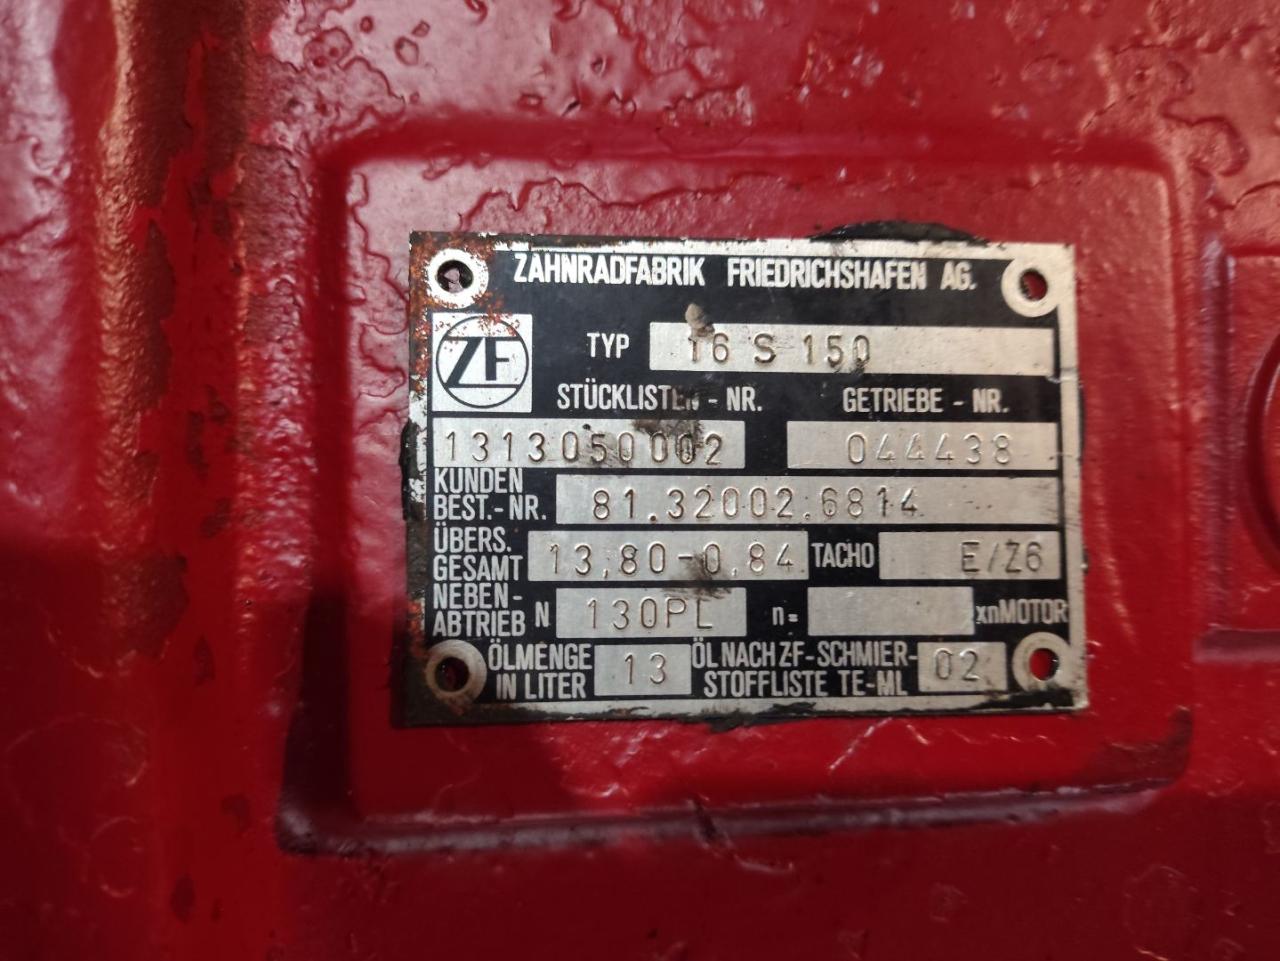 ZAHNRADFABRIK FRIEDRICHSHAFEN AG.
ZF TYP 16 S 150
STÜCKLISTEN - NR. GETRIEBE - NR.
1313050002 044438
KUNDEN
BEST.-NR. 81.32002.6814
ÜBERS.
GESAMT 13,80-0,84 TACHO E/Z6
NEBEN-
ABTRIEB N 130PL n= xnMOTOR
ÖLMENGE
IN LITER 13 ÖL NACH ZF-SCHMIER-
STOFFLISTE TE-ML 02